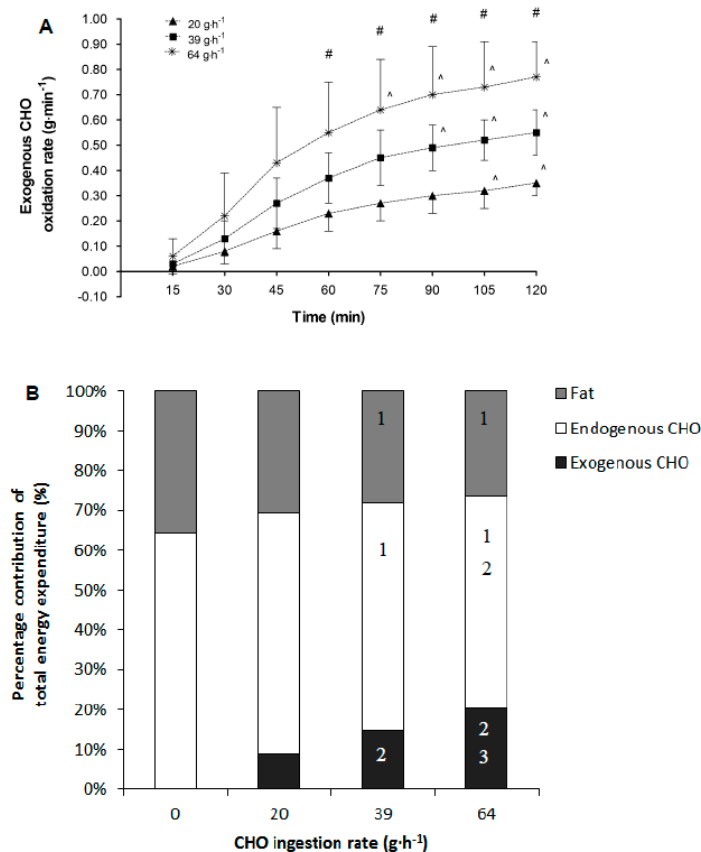 A
20 g·h⁻¹
39 g·h⁻¹
64 g·h⁻¹
# # # # #
^ ^ ^ ^
^ ^ ^
^ ^
1.00
0.90
0.80
0.70
0.60
0.50
0.40
0.30
0.20
0.10
0.00
-0.10
Exogenous CHO
oxidation rate (g·min⁻¹)
15 30 45 60 75 90 105 120
Time (min)
B
100%
90%
80%
70%
60%
50%
40%
30%
20%
10%
0%
Percentage contribution of
total energy expenditure (%)
1 1
1 1
2
2 2
3
Fat
Endogenous CHO
Exogenous CHO
0 20 39 64
CHO ingestion rate (g·h⁻¹)